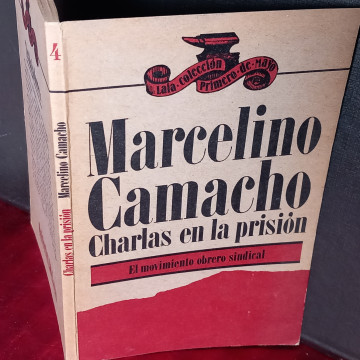 Laia · colección · primero · de · Mayo
Marcelino
Camacho
Charlas en la prisión
El movimiento obrero sindical
4
Marcelino Camacho
Charlas en la prisión